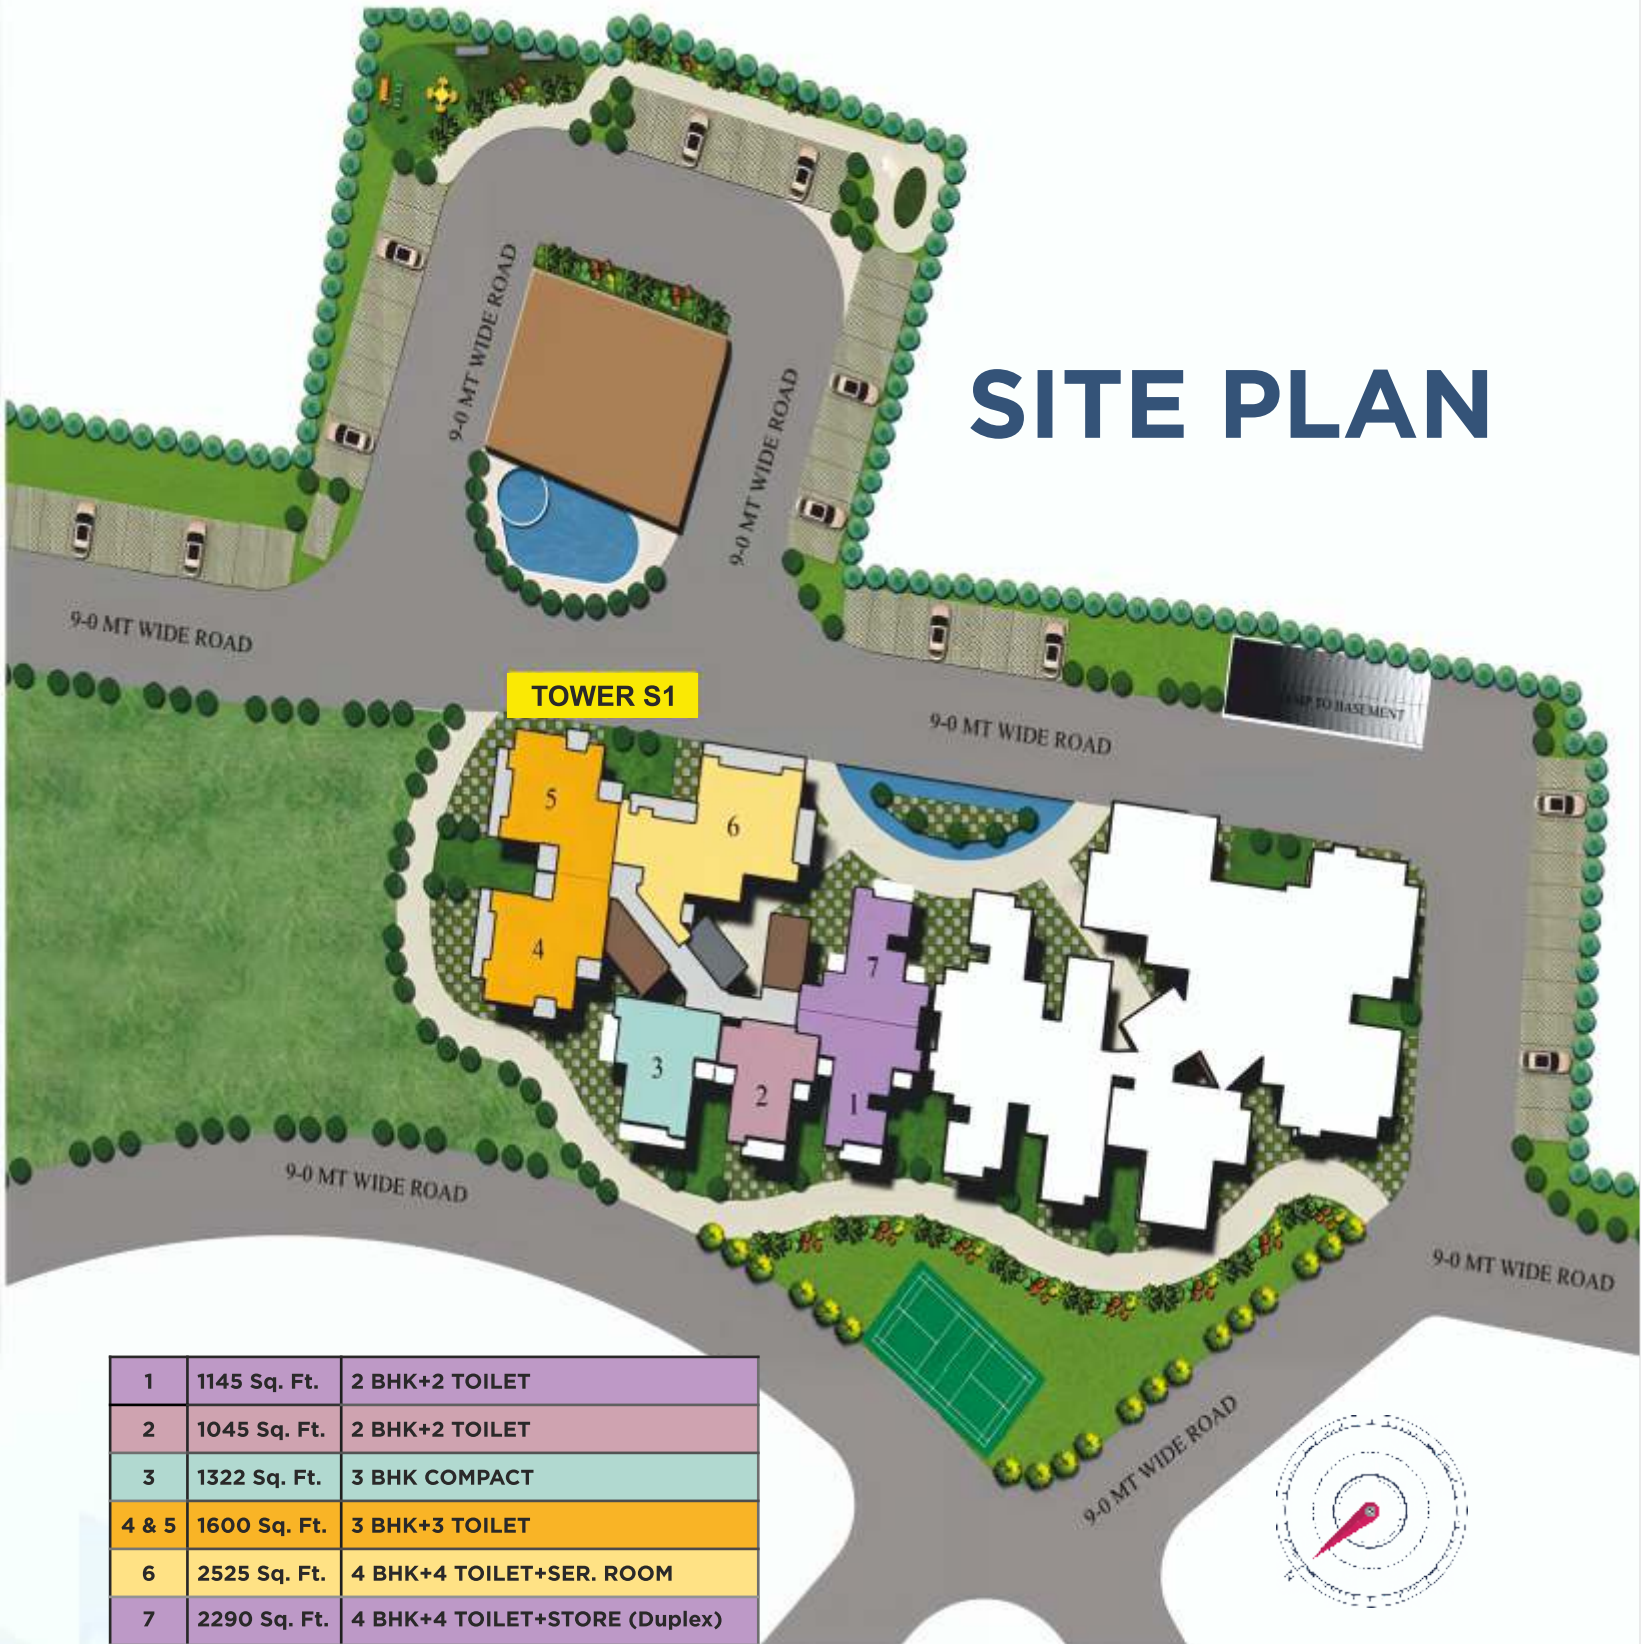 SITE PLAN
9-0 MT WIDE ROAD
9-0 MT WIDE ROAD
9-0 MT WIDE ROAD
TOWER S1
9-0 MT WIDE ROAD
TO BASEMENT
5
6
4
7
3
2
1
9-0 MT WIDE ROAD
9-0 MT WIDE ROAD
9-0 MT WIDE ROAD
1 1145 Sq. Ft. 2 BHK+2 TOILET
2 1045 Sq. Ft. 2 BHK+2 TOILET
3 1322 Sq. Ft. 3 BHK COMPACT
4 & 5 1600 Sq. Ft. 3 BHK+3 TOILET
6 2525 Sq. Ft. 4 BHK+4 TOILET+SER. ROOM
7 2290 Sq. Ft. 4 BHK+4 TOILET+STORE (Duplex)